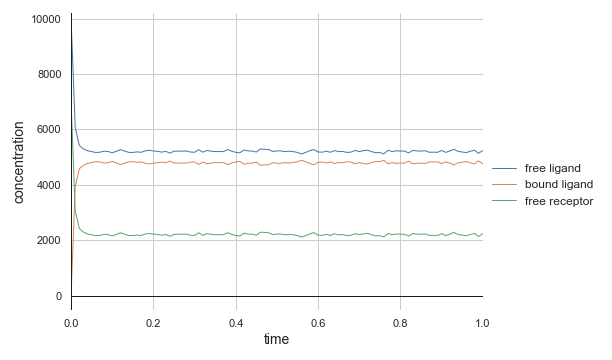 concentration
10000
8000
6000
4000
2000
0
0.0 0.2 0.4 0.6 0.8 1.0
time
free ligand
bound ligand
free receptor